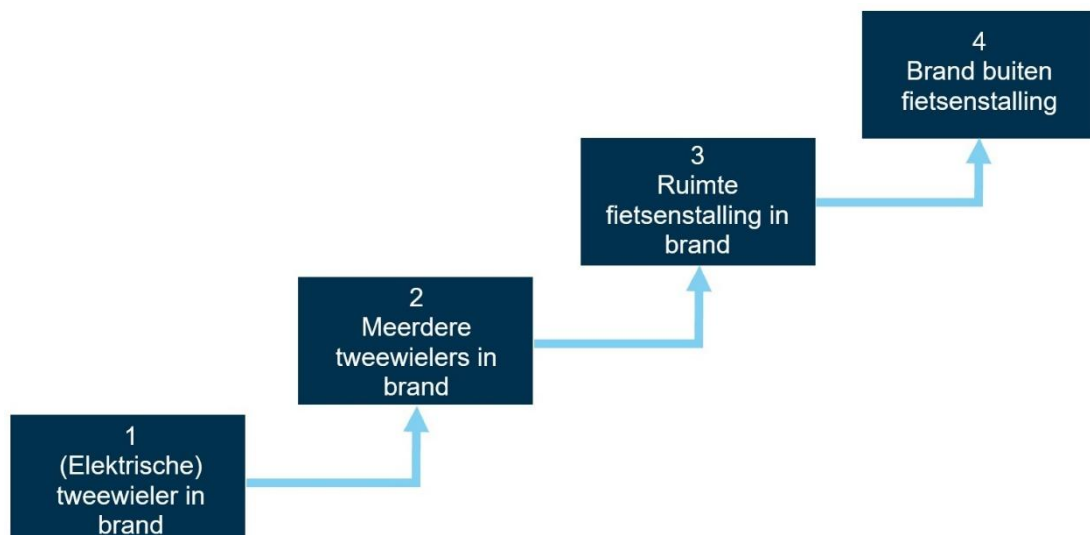 1
(Elektrische)
tweewieler in
brand
2
Meerdere
tweewielers in
brand
3
Ruimte
fietsenstalling in
brand
4
Brand buiten
fietsenstalling